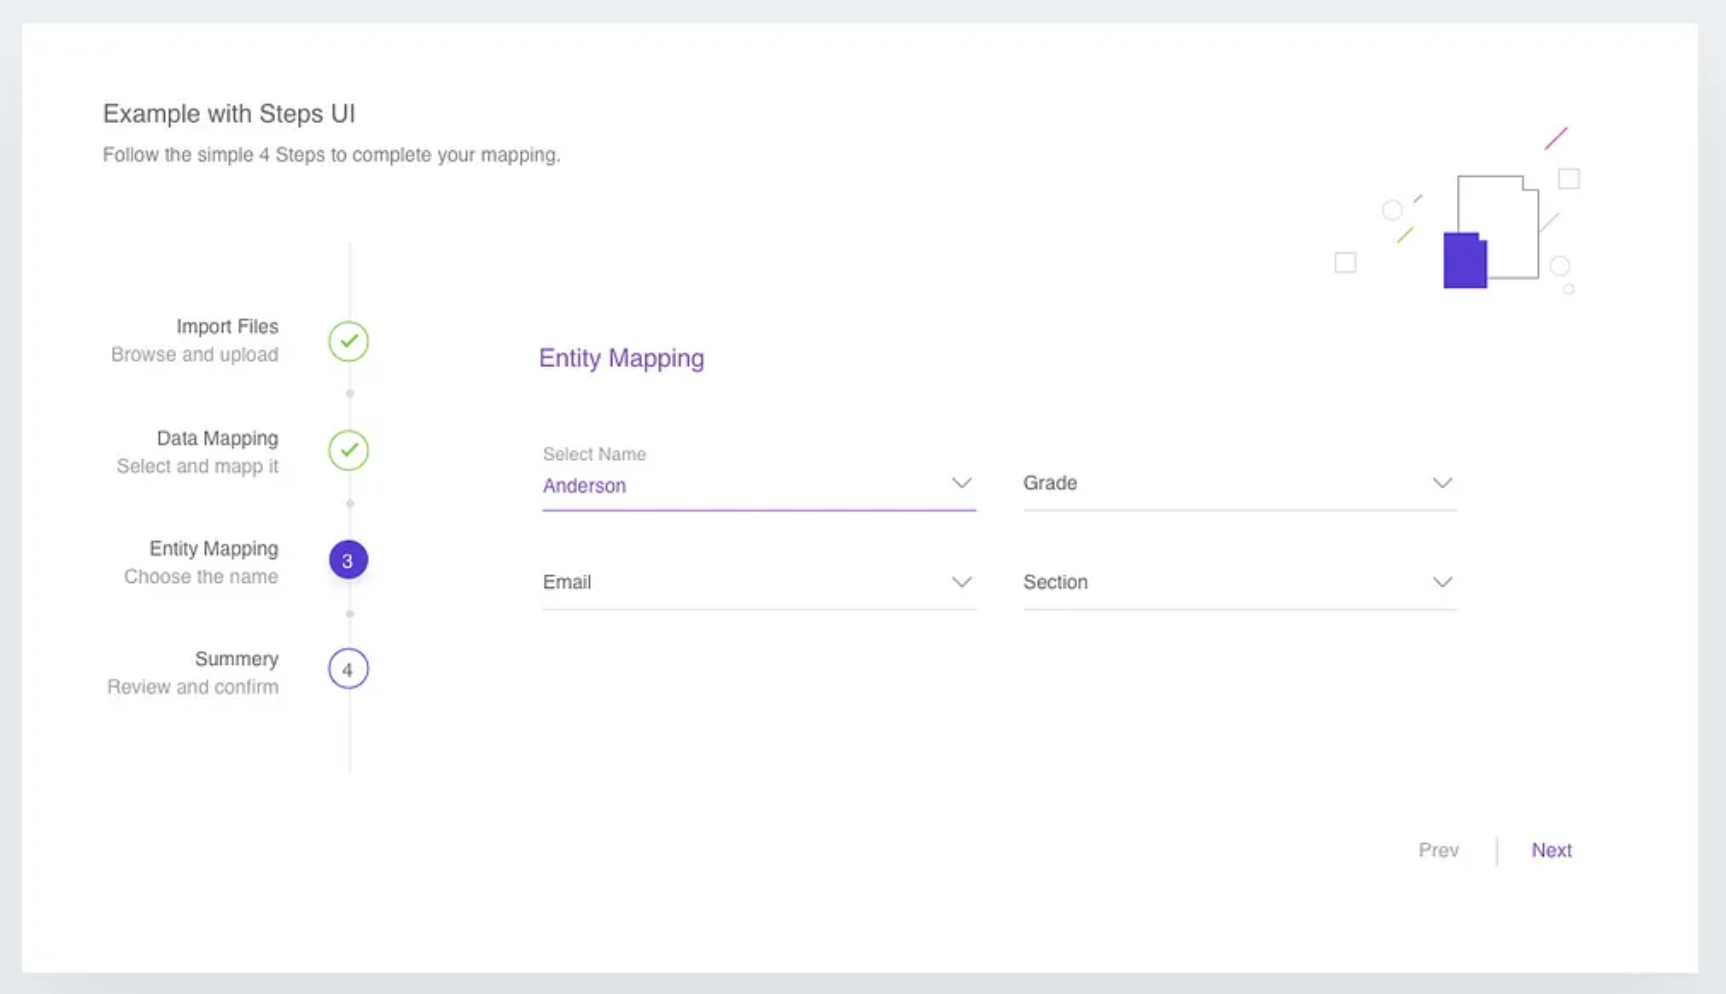 Example with Steps UI
Follow the simple 4 Steps to complete your mapping.
Import Files
Browse and upload
Data Mapping
Select and mapp it
Entity Mapping
Choose the name
3
Summery
Review and confirm
4
Entity Mapping
Select Name
Anderson
Grade
Email
Section
Prev
Next